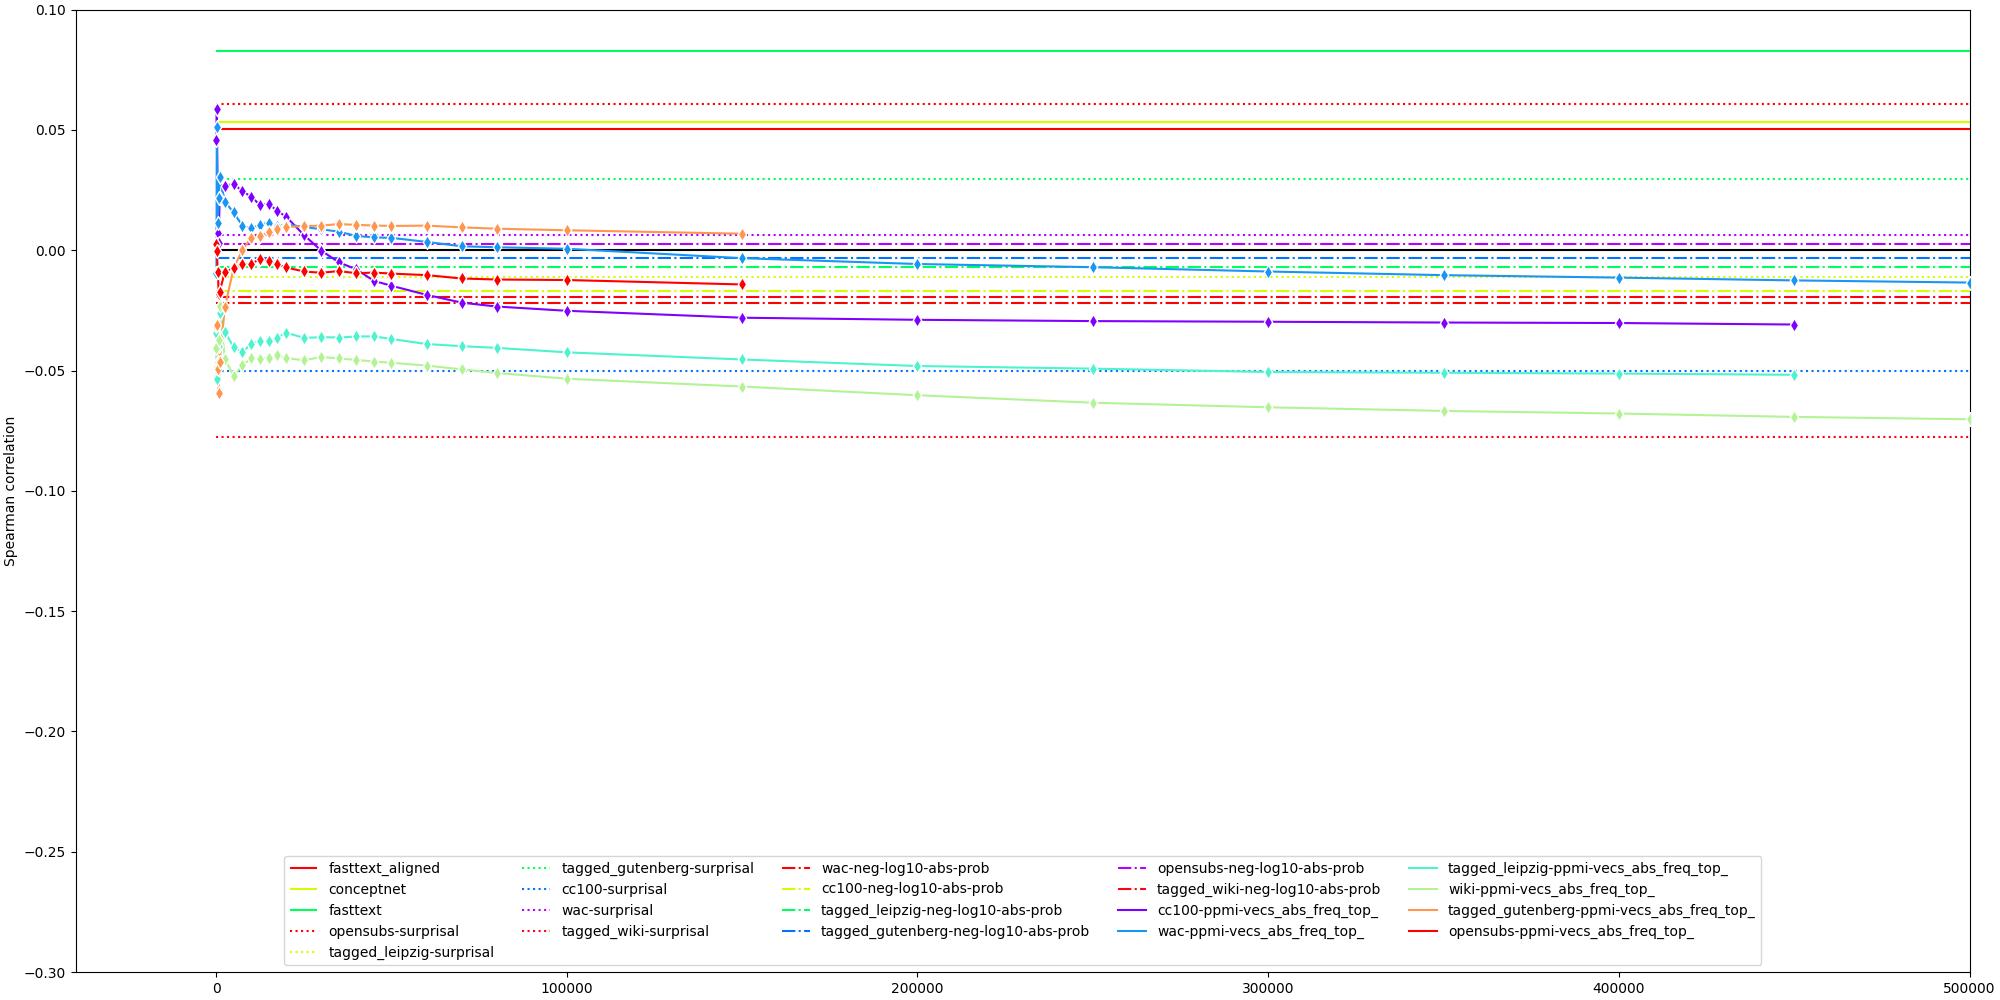 0.10
0.05
0.00
−0.05
−0.10
−0.15
−0.20
−0.25
−0.30
Spearman correlation
fasttext_aligned
conceptnet
fasttext
opensubs-surprisal
tagged_leipzig-surprisal
tagged_gutenberg-surprisal
cc100-surprisal
wac-surprisal
tagged_wiki-surprisal
wac-neg-log10-abs-prob
cc100-neg-log10-abs-prob
tagged_leipzig-neg-log10-abs-prob
tagged_gutenberg-neg-log10-abs-prob
opensubs-neg-log10-abs-prob
tagged_wiki-neg-log10-abs-prob
cc100-ppmi-vecs_abs_freq_top_
wac-ppmi-vecs_abs_freq_top_
tagged_leipzig-ppmi-vecs_abs_freq_top_
wiki-ppmi-vecs_abs_freq_top_
tagged_gutenberg-ppmi-vecs_abs_freq_top_
opensubs-ppmi-vecs_abs_freq_top_
0 100000 200000 300000 400000 500000